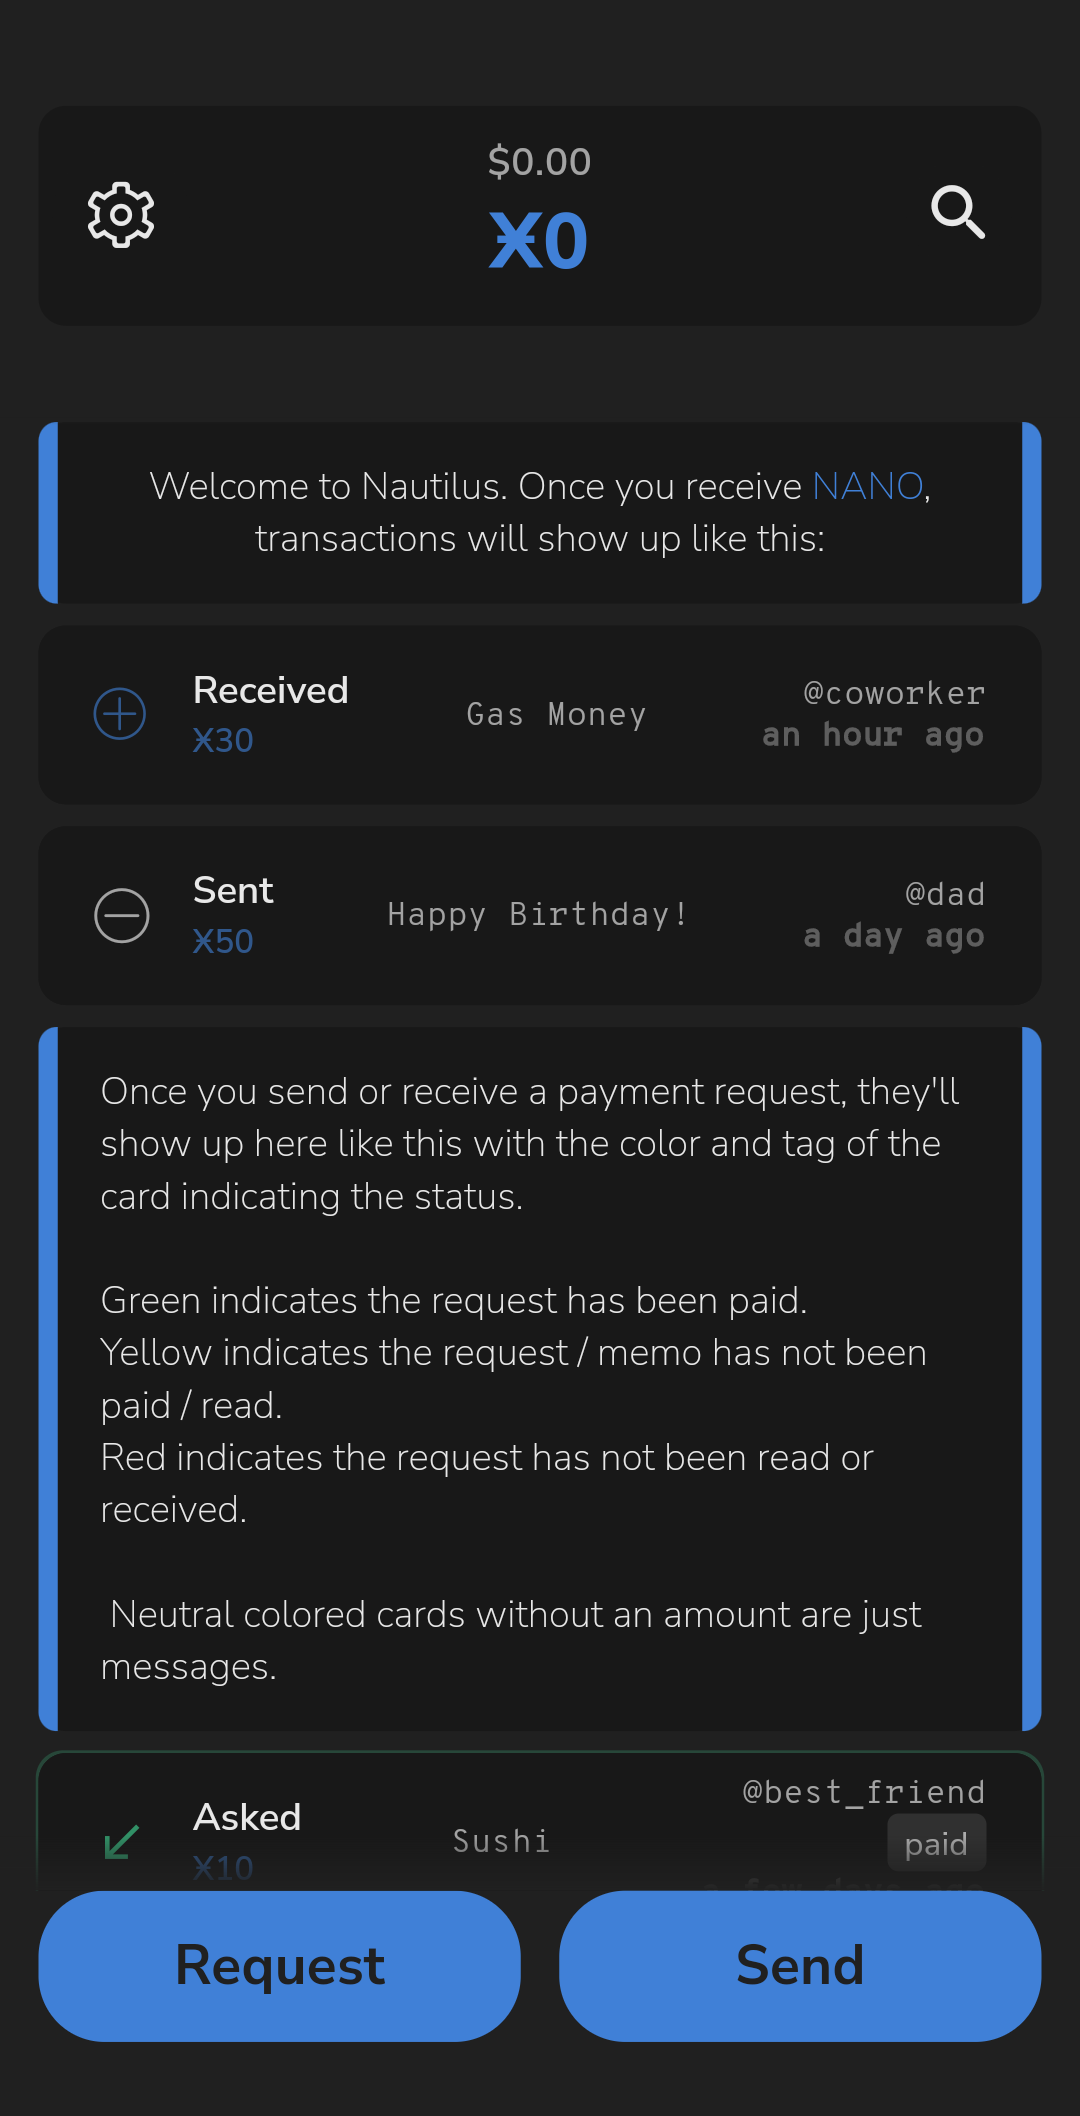 $0.00
Ӿ0
Welcome to Nautilus. Once you receive NANO,
transactions will show up like this:
Received
Ӿ30
Gas Money
@coworker
an hour ago
Sent
Ӿ50
Happy Birthday!
@dad
a day ago
Once you send or receive a payment request, they'll
show up here like this with the color and tag of the
card indicating the status.
Green indicates the request has been paid.
Yellow indicates the request / memo has not been
paid / read.
Red indicates the request has not been read or
received.
Neutral colored cards without an amount are just
messages.
Asked
Ӿ10
Sushi
@best_friend
paid
a few days ago
Request
Send